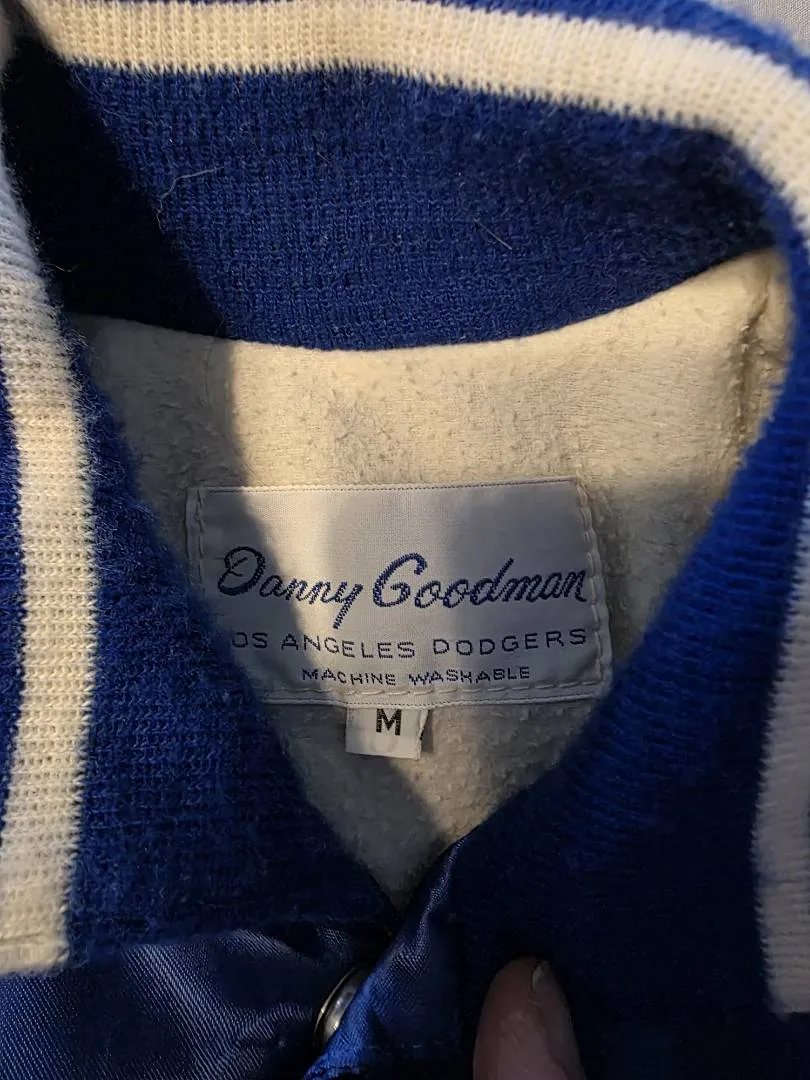 Danny Goodman
OS ANGELES DODGERS
MACHINE WASHABLE
M